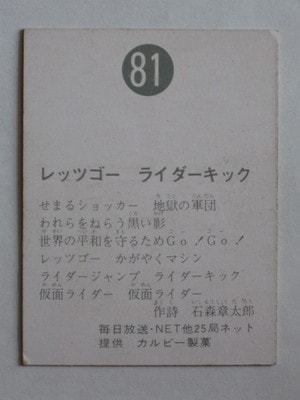 81
レッツゴー　ライダーキック
せまるショッカー　地獄の軍団
われらをねらう黒い影
世界の平和を守るためGo！Go！
レッツゴー　かがやくマシン
ライダージャンプ　ライダーキック
仮面ライダー　仮面ライダー
作詩　石森章太郎
毎日放送・NET他25局ネット
提供　カルビー製菓